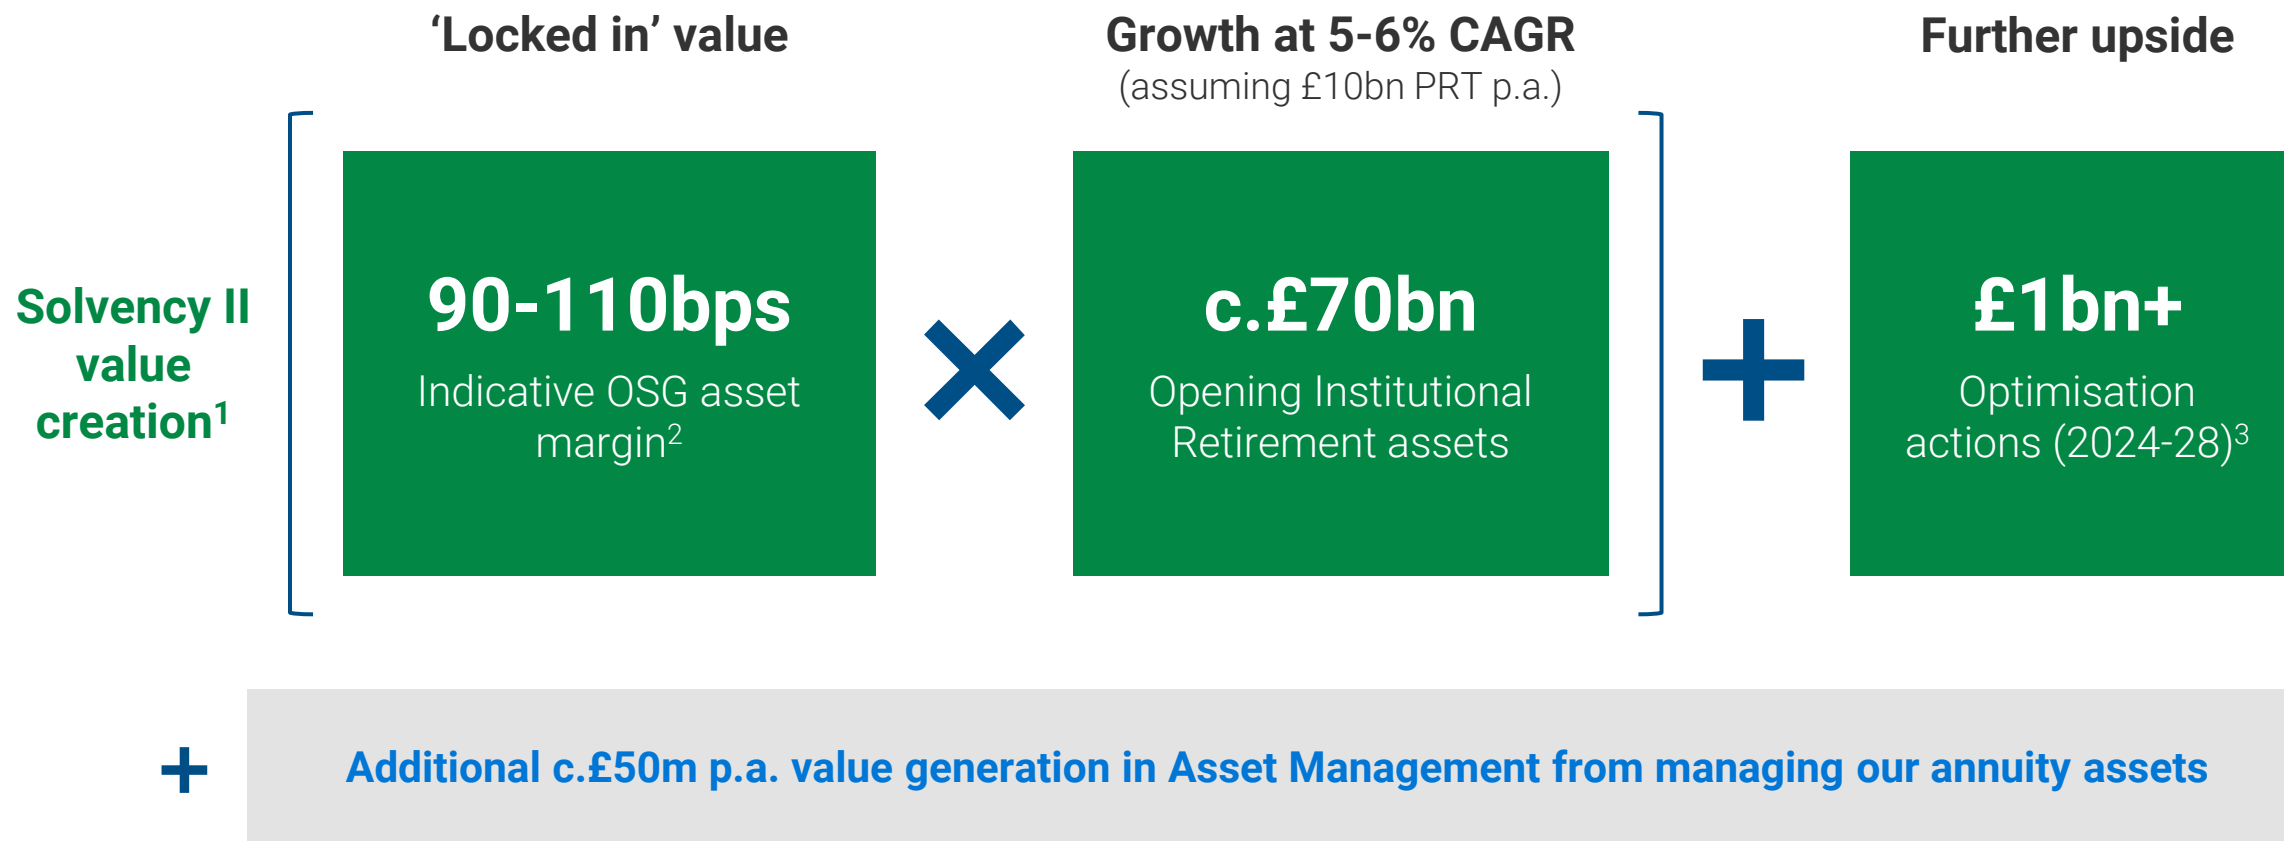 ‘Locked in’ value
Growth at 5-6% CAGR
(assuming £10bn PRT p.a.)
Further upside
Solvency II
value
creation1
90-110bps
Indicative OSG asset
margin2
c.£70bn
Opening Institutional
Retirement assets
£1bn+
Optimisation
actions (2024-28)3
Additional c.£50m p.a. value generation in Asset Management from managing our annuity assets